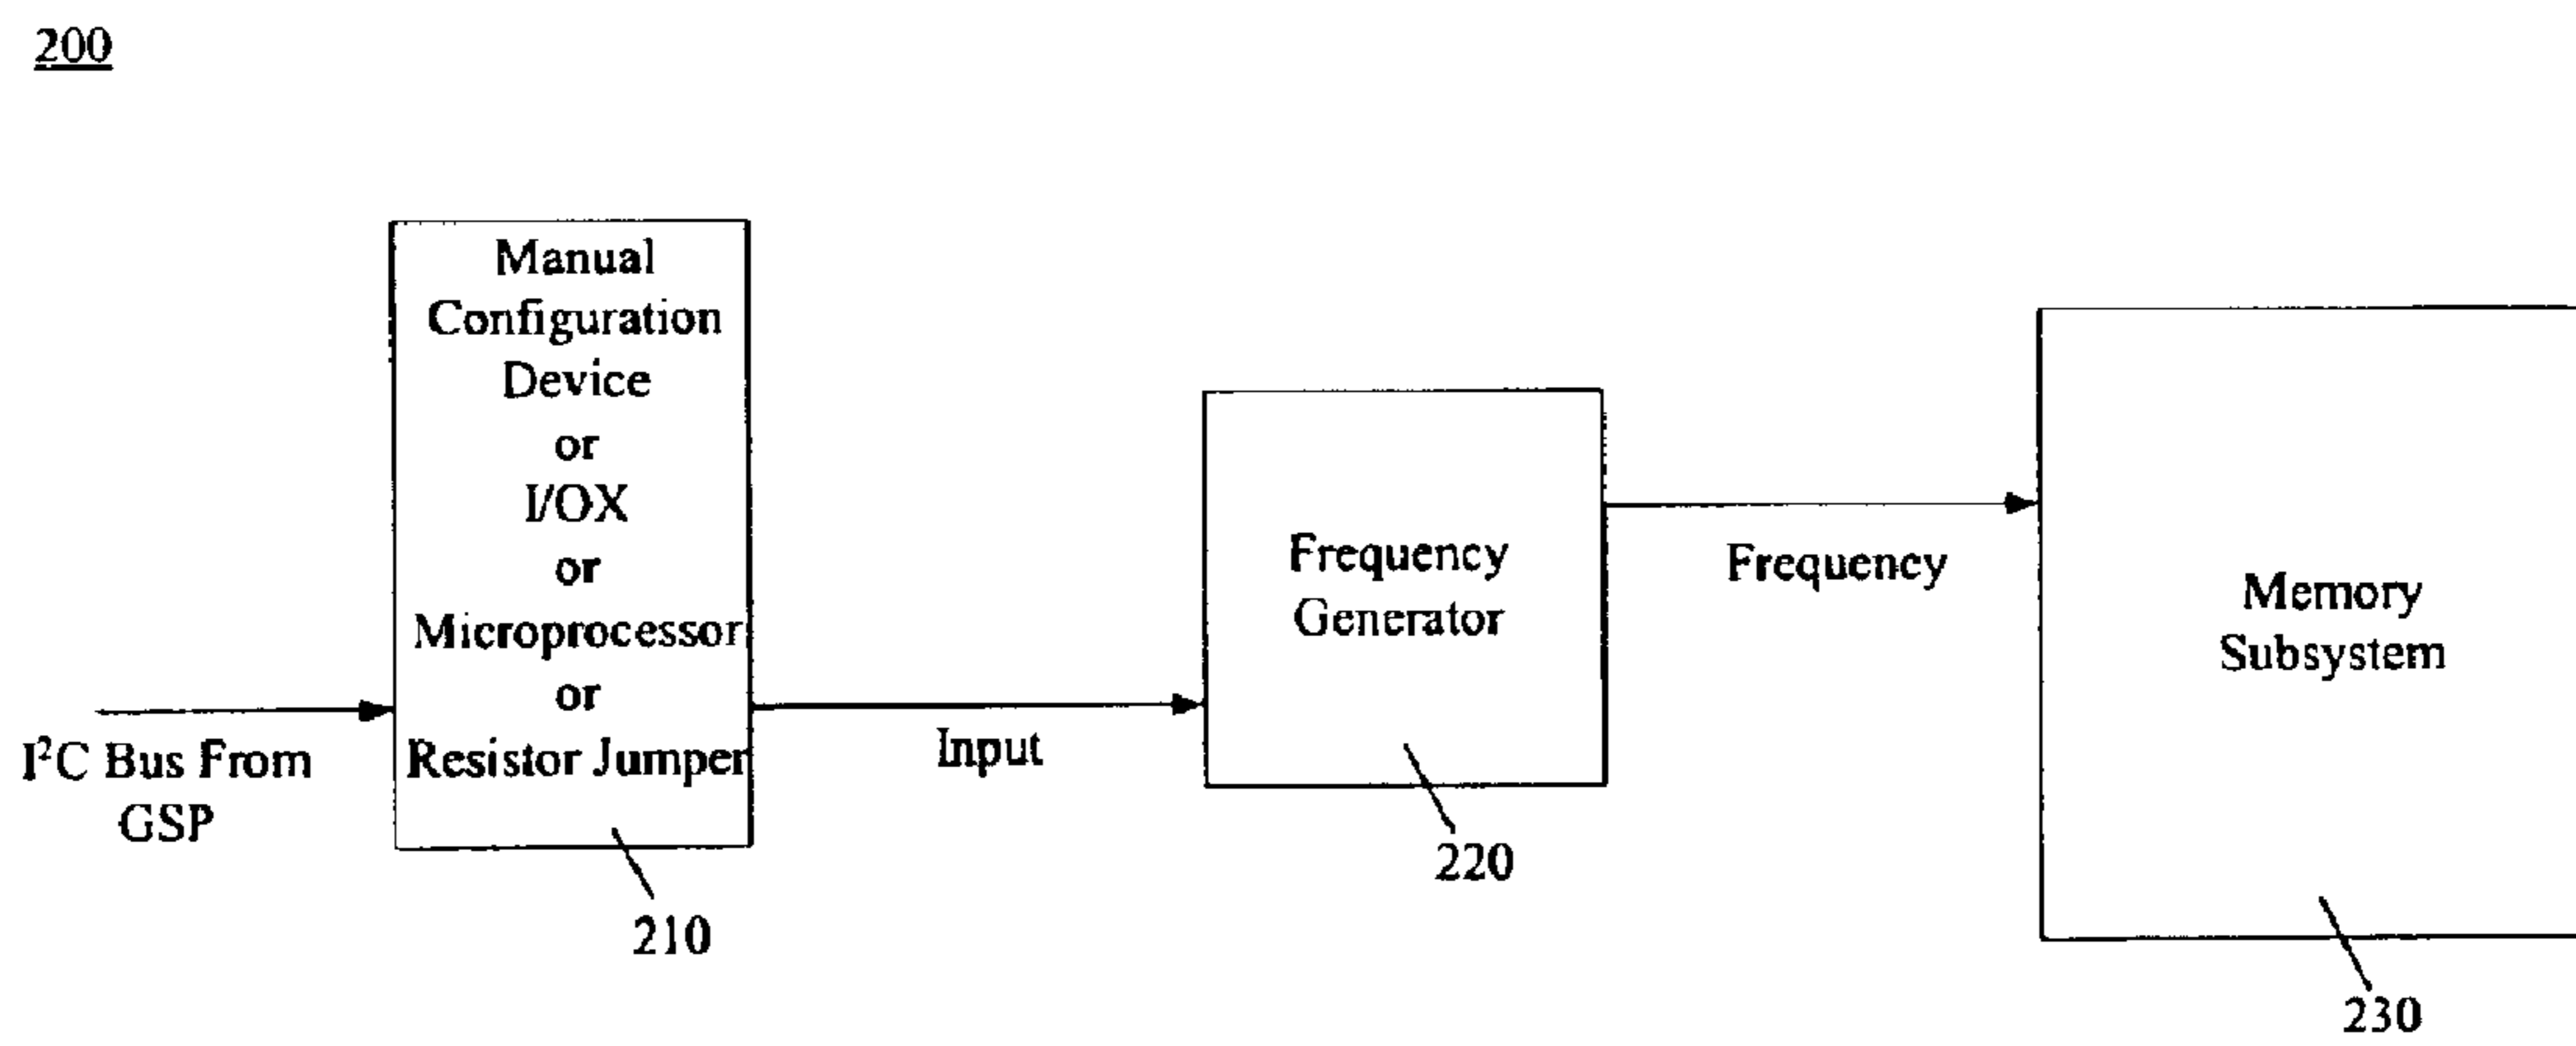 200
Manual
Configuration
Device
or
I/OX
or
Microprocessor
or
Resistor Jumper
I²C Bus From
GSP
Input
Frequency
Generator
Frequency
Memory
Subsystem
210
220
230